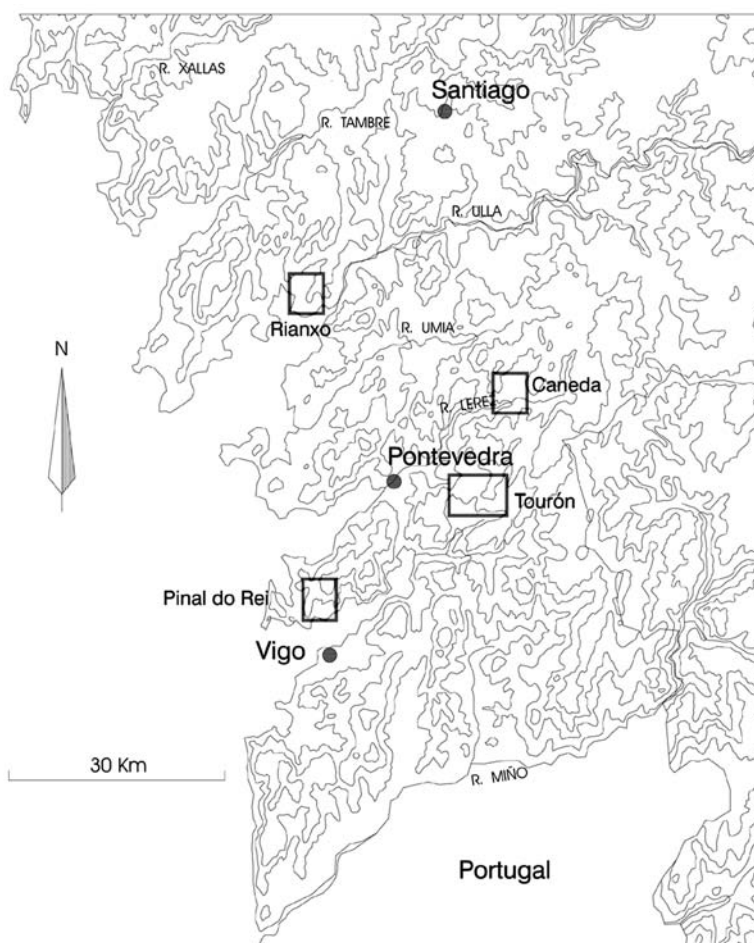 R. XALLAS
Santiago
R. TAMBRE
R. ULLA
Rianxo
R. UMIA
N
Caneda
R. LEREZ
Pontevedra
Tourón
Pinal do Rei
Vigo
30 Km
R. MIÑO
Portugal